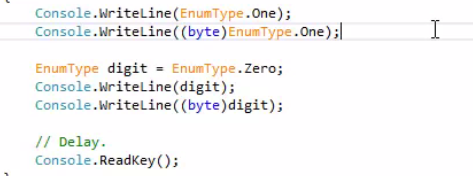 Console.WriteLine(EnumType.One);
Console.WriteLine((byte)EnumType.One);
EnumType digit = EnumType.Zero;
Console.WriteLine(digit);
Console.WriteLine((byte)digit);
// Delay.
Console.ReadKey();